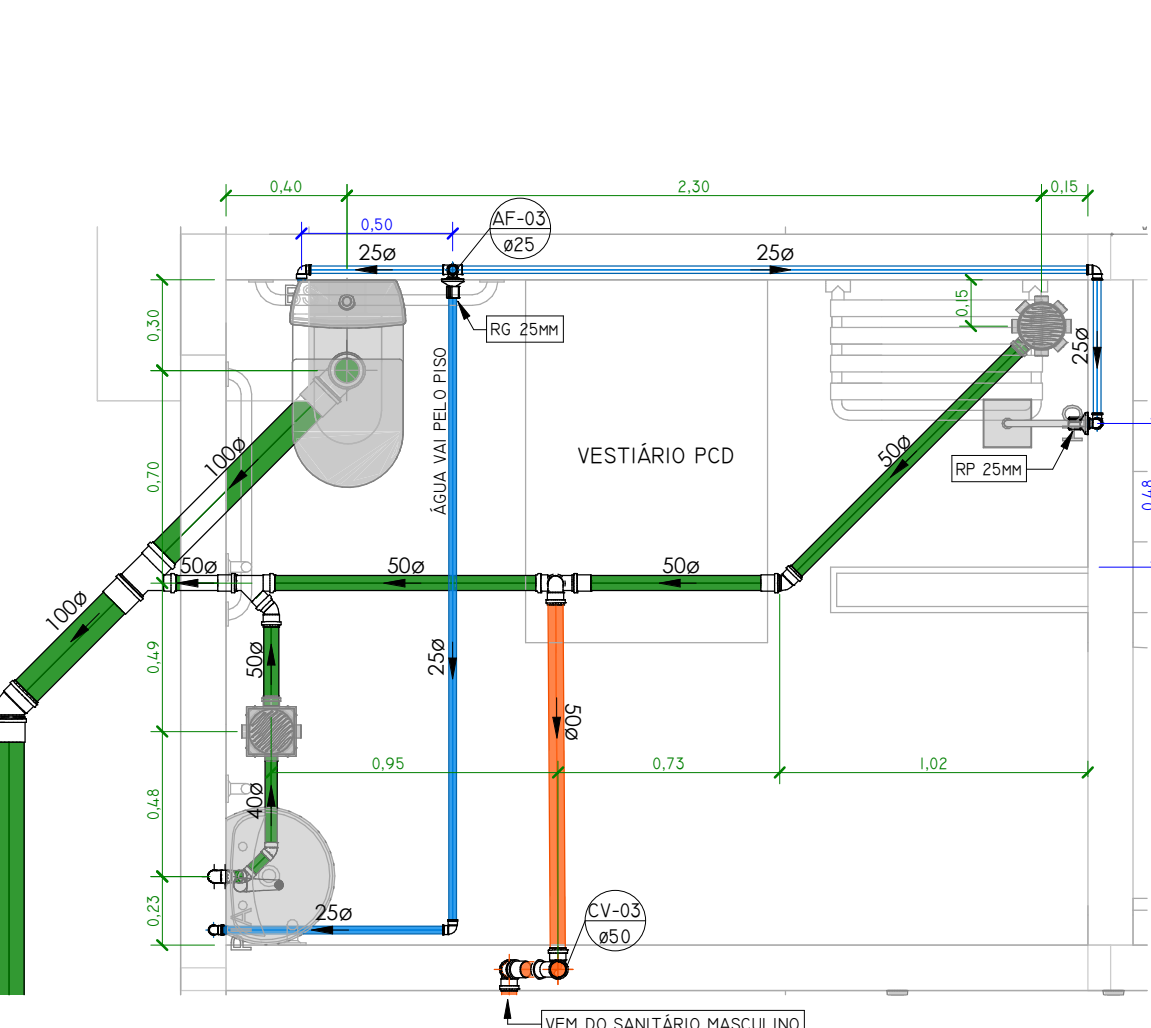 0,40
2,30
0,15
0,50
AF-03
ø25
25ø
25ø
0,30
RG 25MM
0,15
25ø
ÁGUA VAI PELO PISO
VESTIÁRIO PCD
100ø
0,70
50ø
RP 25MM
0,48
50ø
50ø
50ø
100ø
0,49
50ø
25ø
50ø
0,95
0,73
1,02
0,48
40ø
0,23
25ø
CV-03
ø50
VEM DO SANITÁRIO MASCULINO